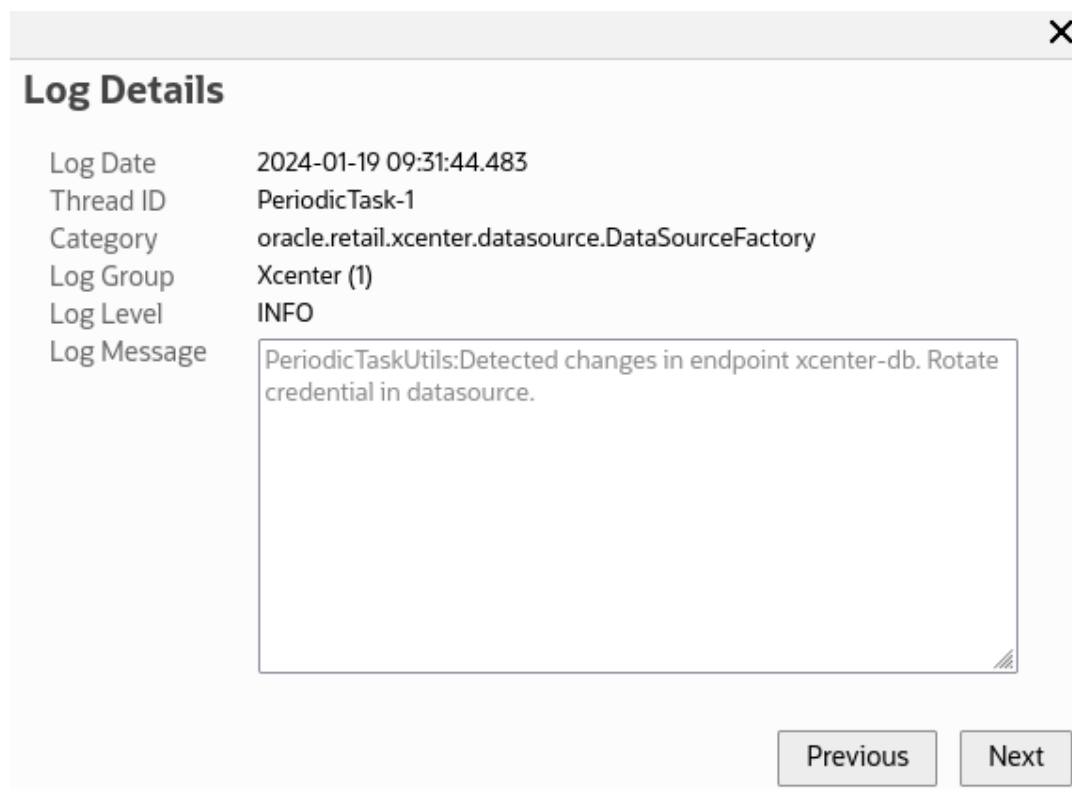 Log Details
Log Date 2024-01-19 09:31:44.483
Thread ID PeriodicTask-1
Category oracle.retail.xcenter.datasource.DataSourceFactory
Log Group Xcenter (1)
Log Level INFO
Log Message PeriodicTaskUtils:Detected changes in endpoint xcenter-db. Rotate
credential in datasource.
Previous Next